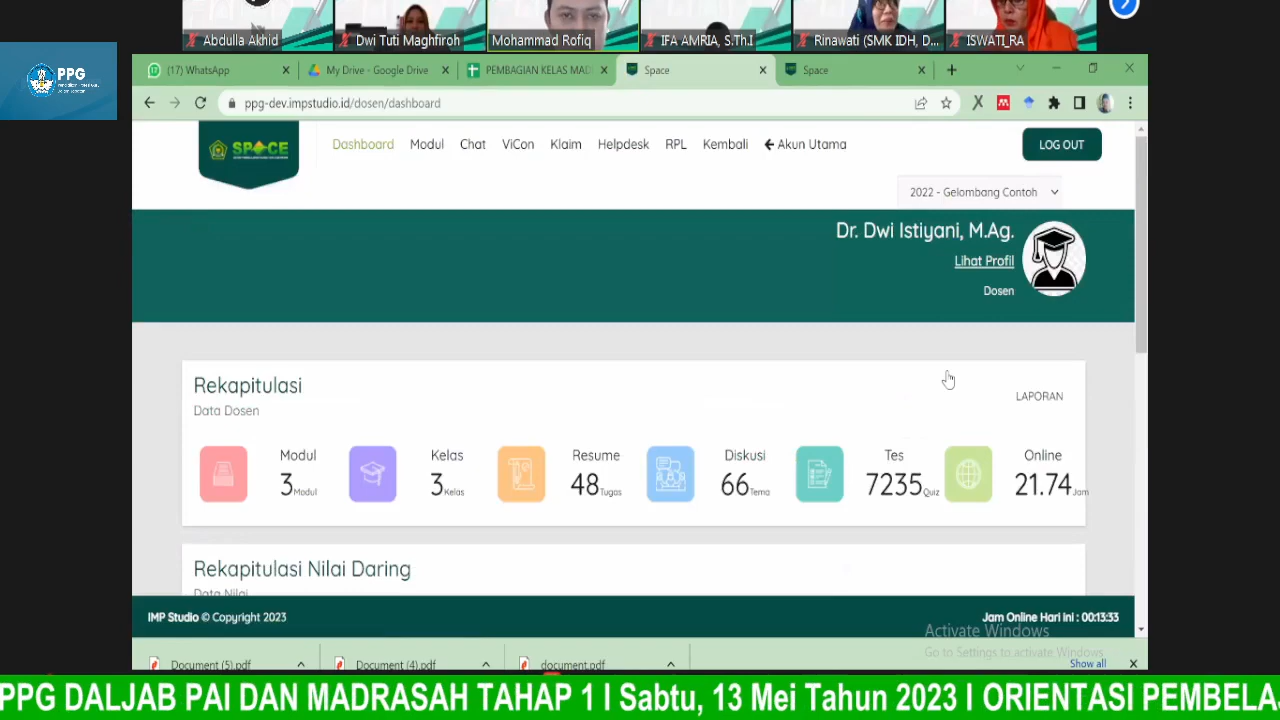 Abdulla Akhid
Dwi Tuti Maghfiroh
Mohammad Rofiq
IFA AMRIA, S.Th.I
Rinawati (SMK IDH, D...
ISWATI_RA
PPG
(17) WhatsApp
My Drive - Google Drive
PEMBAGIAN KELAS MAD
Space
Space
ppg-dev.impstudio.id/dosen/dashboard
SPACE
Dashboard Modul Chat ViCon Klaim Helpdesk RPL Kembali Akun Utama
LOG OUT
2022 - Gelombang Contoh
Dr. Dwi Istiyani, M.Ag.
Lihat Profil
Dosen
Rekapitulasi
Data Dosen
LAPORAN
Modul
3 Modul
Kelas
3 Kelas
Resume
48 Tugas
Diskusi
66 Tema
Tes
7235 Quiz
Online
21.74 Jam
Rekapitulasi Nilai Daring
Data Nilai
IMP Studio © Copyright 2023
Jam Online Hari ini : 00:13:33
Activate Windows
Go to Settings to activate Windows.
Document (5).pdf
Document (4).pdf
document.pdf
Show all
PPG DALJAB PAI DAN MADRASAH TAHAP 1 I Sabtu, 13 Mei Tahun 2023 I ORIENTASI PEMBELA